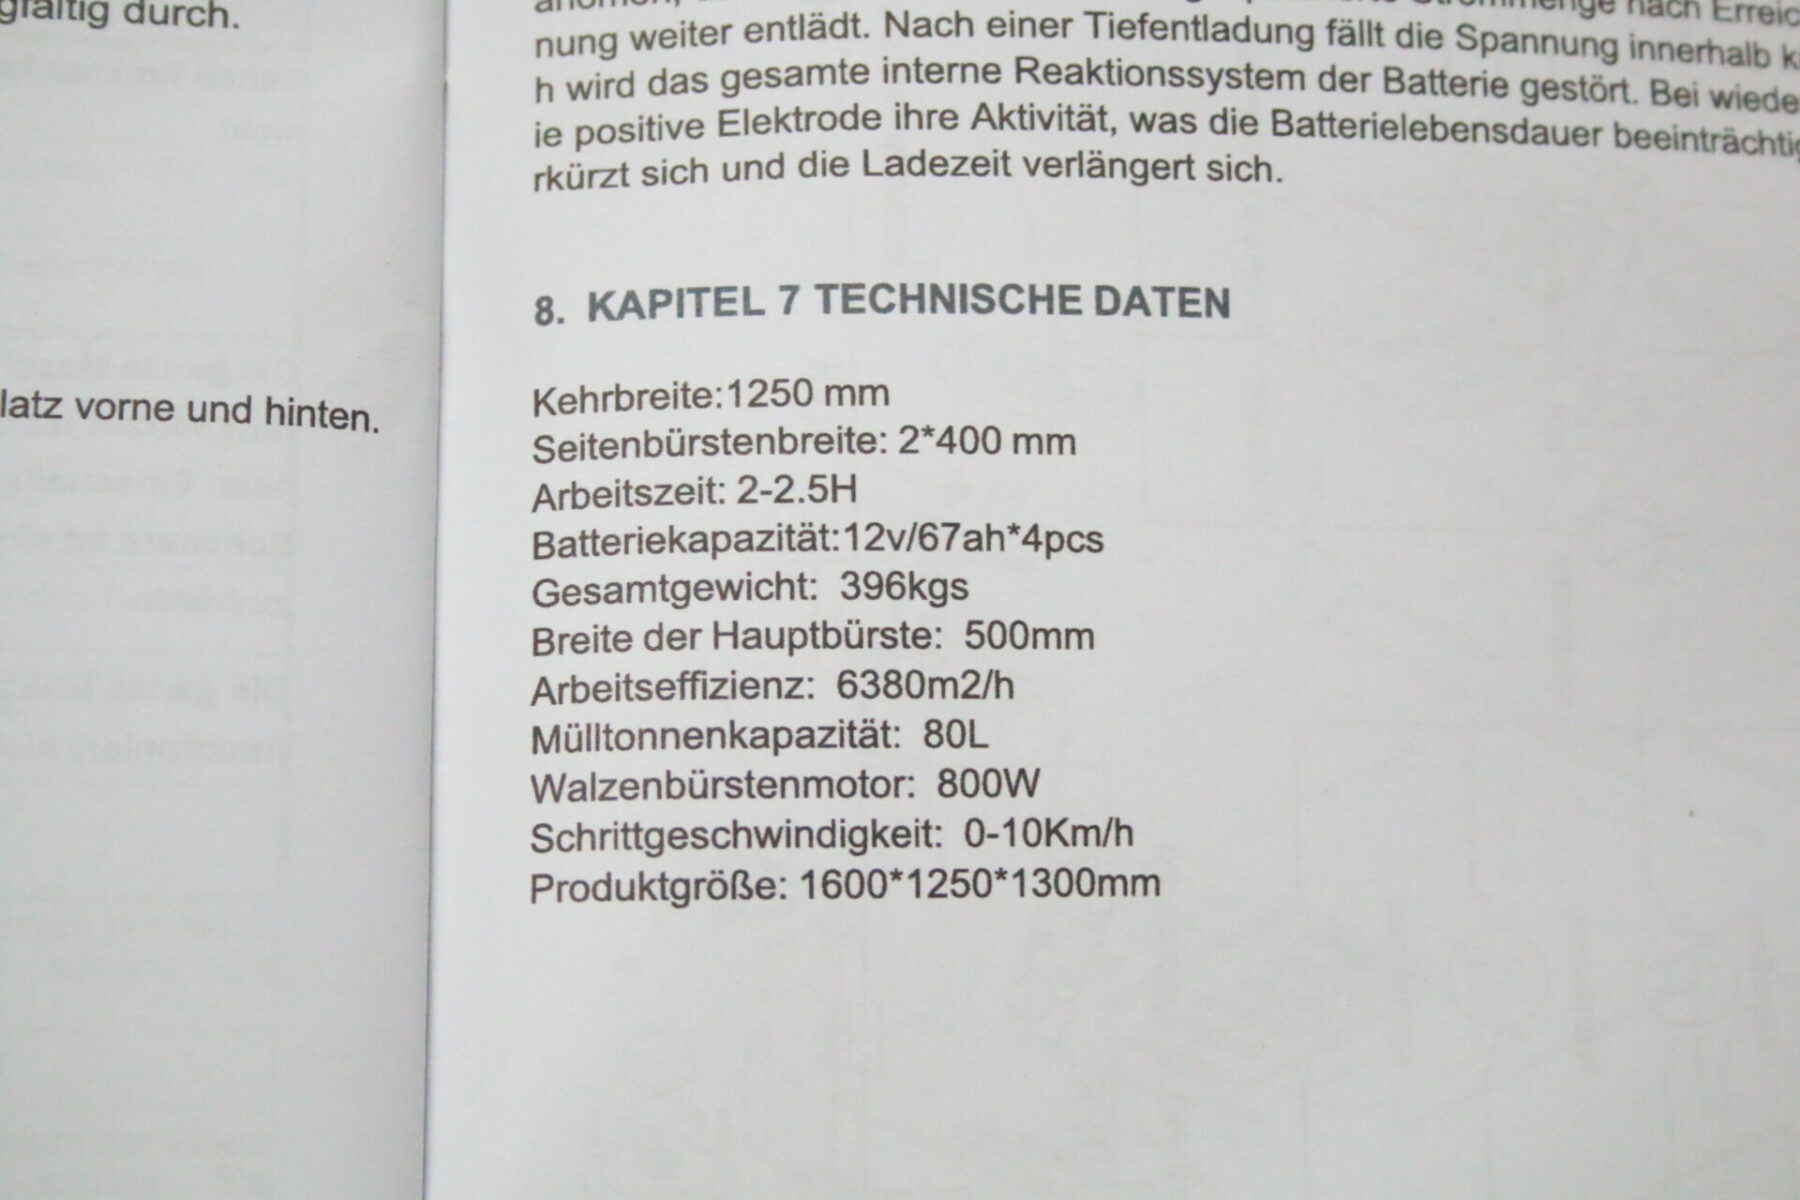 durch.
nung weiter entlädt. Nach einer Tiefentladung fällt die Spannung innerhalb
h wird das gesamte interne Reaktionssystem der Batterie gestört. Bei wiede
ie positive Elektrode ihre Aktivität, was die Batterielebensdauer beeinträchtig
rkürzt sich und die Ladezeit verlängert sich.
8. KAPITEL 7 TECHNISCHE DATEN
latz vorne und hinten.
Kehrbreite:1250 mm
Seitenbürstenbreite: 2*400 mm
Arbeitszeit: 2-2.5H
Batteriekapazität:12v/67ah*4pcs
Gesamtgewicht: 396kgs
Breite der Hauptbürste: 500mm
Arbeitseffizienz: 6380m2/h
Mülltonnenkapazität: 80L
Walzenbürstenmotor: 800W
Schrittgeschwindigkeit: 0-10Km/h
Produktgröße: 1600*1250*1300mm